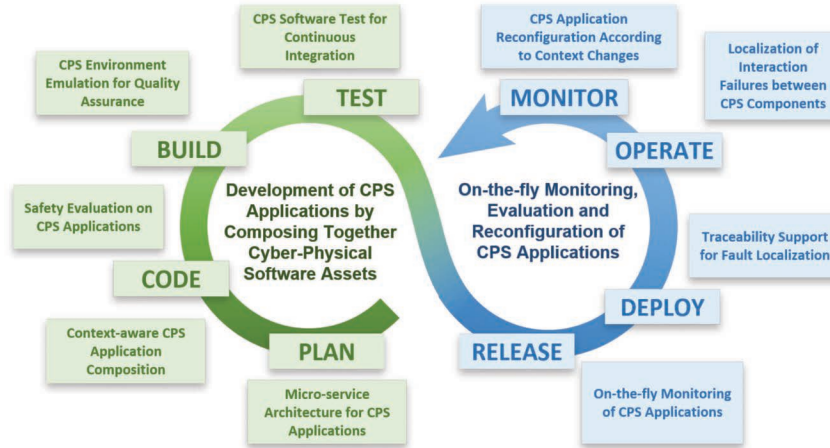 CPS Software Test for
Continuous
Integration
CPS Application
Reconfiguration According
to Context Changes
CPS Environment
Emulation for Quality
Assurance
Localization of
Interaction
Failures between
CPS Components
TEST
MONITOR
BUILD
OPERATE
Development of CPS
Applications by
Composing Together
Cyber-Physical
Software Assets
On-the-fly Monitoring,
Evaluation and
Reconfiguration of
CPS Applications
Safety Evaluation on
CPS Applications
Traceability Support
for Fault Localization
CODE
DEPLOY
Context-aware CPS
Application
Composition
PLAN
RELEASE
Micro-service
Architecture for CPS
Applications
On-the-fly Monitoring
of CPS Applications